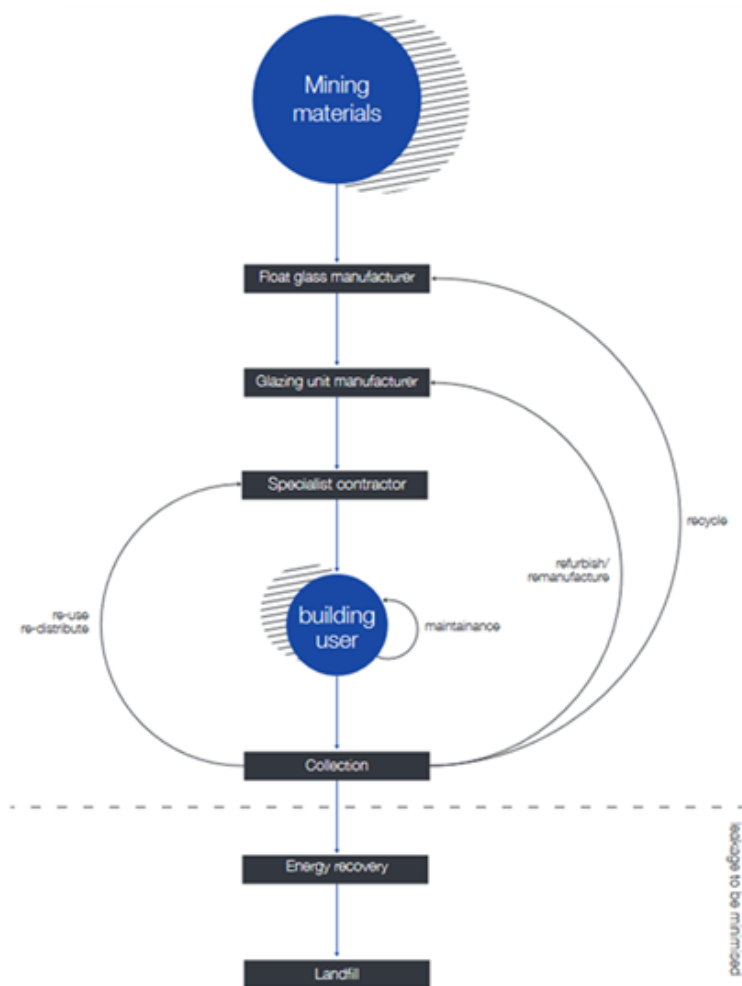 Mining
materials
Float glass manufacturer
Glazing unit manufacturer
Specialist contractor
recycle
refurbish/
remanufacture
building
user
re-use
re-distribute
maintainance
Collection
leakage to be minimized
Energy recovery
Landfill